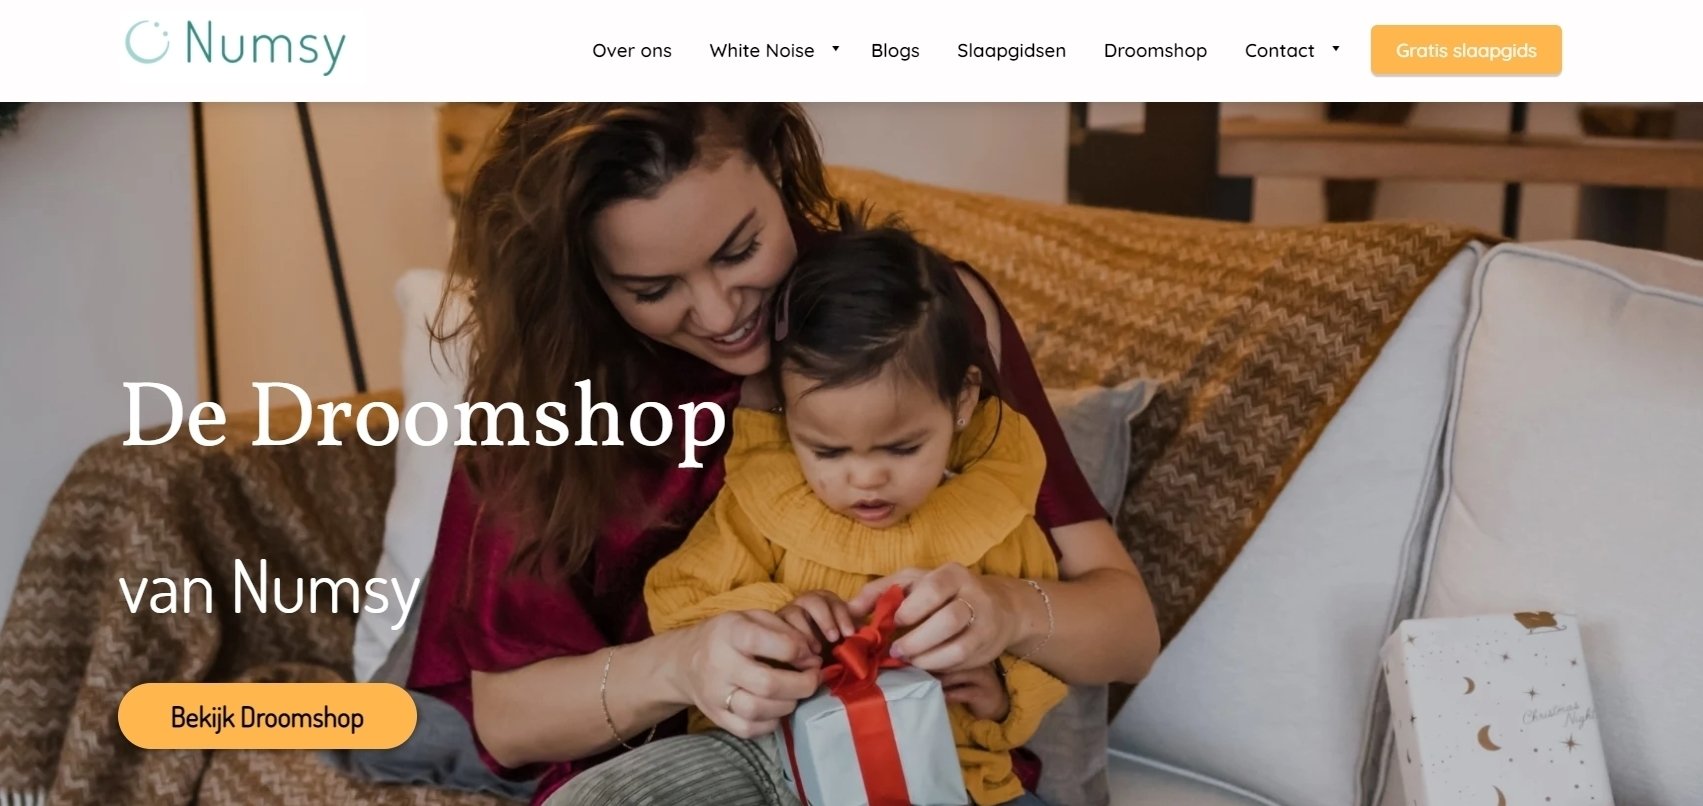 Numsy
Over ons
White Noise
Blogs
Slaapgidsen
Droomshop
Contact
Gratis slaapgids
De Droomshop
van Numsy
Bekijk Droomshop
Christmas
Night